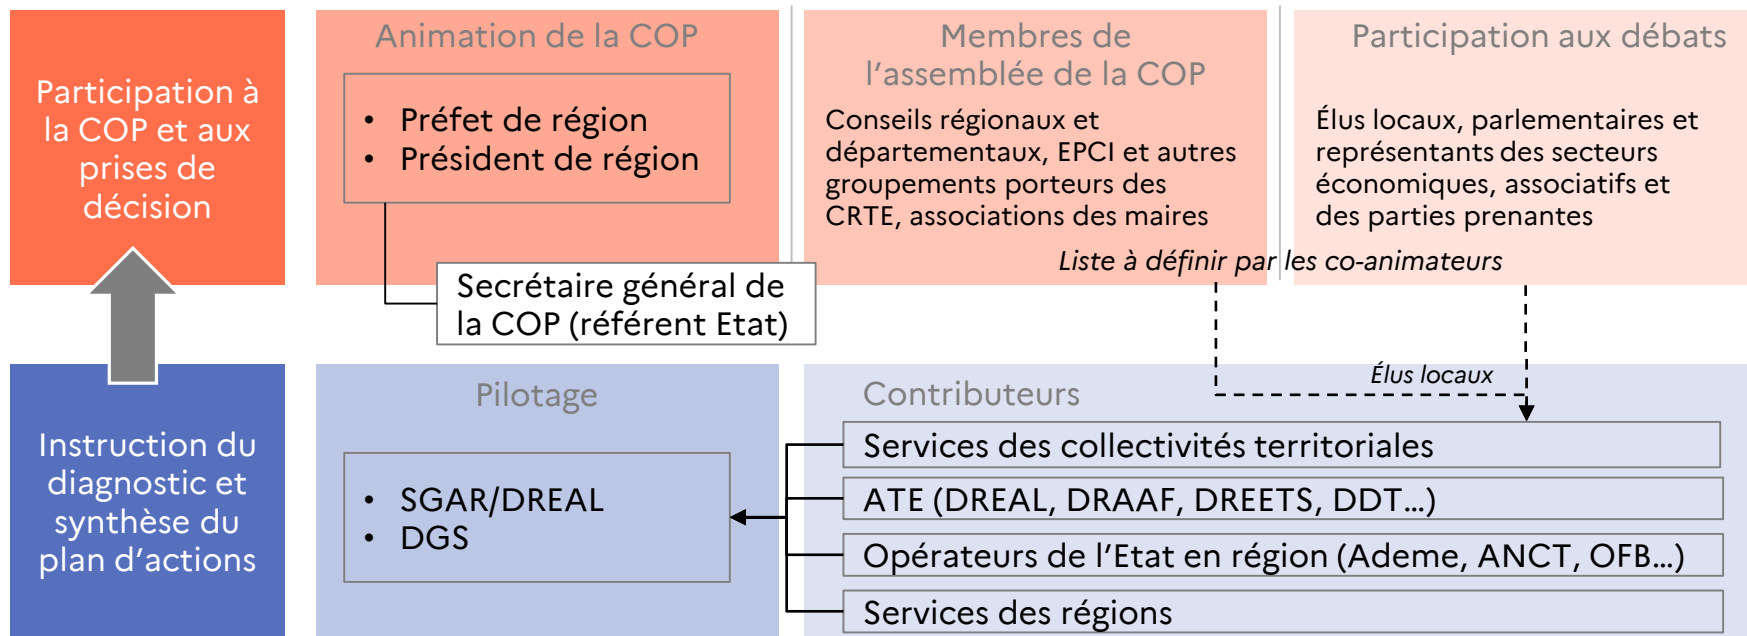 Participation à
la COP et aux
prises de
décision
Animation de la COP
• Préfet de région
• Président de région
Secrétaire général de
la COP (référent Etat)
Membres de
l’assemblée de la COP
Conseils régionaux et
départementaux, EPCI et autres
groupements porteurs des
CRTE, associations des maires
Participation aux débats
Élus locaux, parlementaires et
représentants des secteurs
économiques, associatifs et
des parties prenantes
Liste à définir par les co-animateurs
Instruction du
diagnostic et
synthèse du
plan d’actions
Pilotage
• SGAR/DREAL
• DGS
Contributeurs
Élus locaux
Services des collectivités territoriales
ATE (DREAL, DRAAF, DREETS, DDT…)
Opérateurs de l’Etat en région (Ademe, ANCT, OFB…)
Services des régions